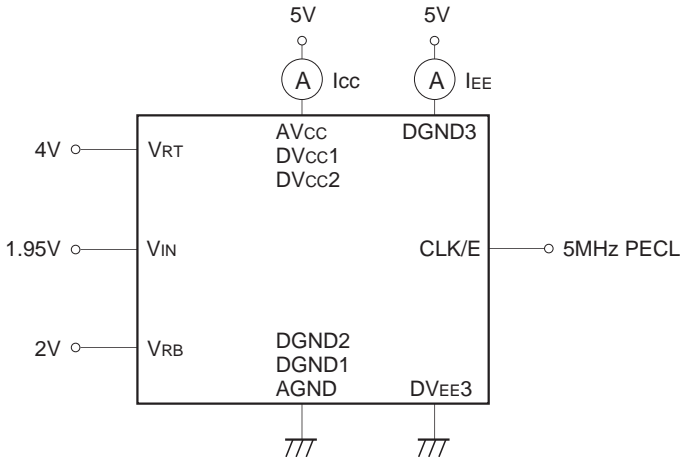 5V 5V
A Icc A IEE
AVcc DGND3
4V VRT DVcc1
DVcc2
1.95V VIN CLK/E 5MHz PECL
DGND2
2V VRB DGND1
AGND DVEE3